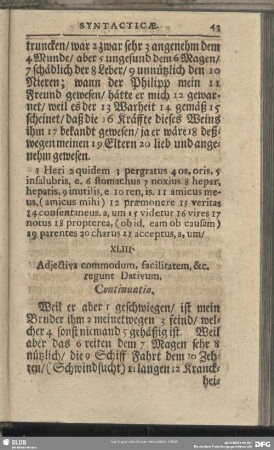 SYNTACTICÆ. 43
truncken/ war 2 zwar sehr 3 angenehm dem
4 Munde/ aber 5 ungesund dem 6 Magen/
7 schädlich der 8 Leber/ 9 unnützlich den 10
Nieren; wann der Philipp mein 11
Freund gewesen/ hätte er mich 12 gewar-
net/ weil es der 13 Warheit 14 gemäß 15
scheinet/ daß die 16 Kräffte dieses Weins
ihm 17 bekandt gewesen/ ja er wäre 18 deß-
wegen meinen 19 Eltern 20 lieb und ange-
nehm gewesen.
1 Heri 2 quidem 3 pergratus 4 os, oris. 5
insalubris, e. 6 stomachus 7 noxius 8 hepar,
hepatis. 9 inutilis, e. 10 ren, is. 11 amicus me-
us, (amicus mihi) 12 præmonere 13 veritas
14 consentaneus. a, um 15 videtur 16 vires 17
notus 18 propterea, (ob id, eam ob causam)
19 parentes 20 charus 21 acceptus, a, um/
XLIII.
Adjectiva commodum, facilitatem, &c.
regunt Dativum.
Continuatio.
Weil er aber 1 geschwiegen/ ist mein
Bruder ihm 2 meinetwegen 3 feind/ wel-
cher 4 sonst niemand 5 gehäßig ist. Weil
aber das 6 reiten dem 7 Magen sehr 8
nützlich/ die 9 Schiff Fahrt dem 10 Zeh-
ren/ (Schwindsucht) 11 langen 12 Kranck-
hei-